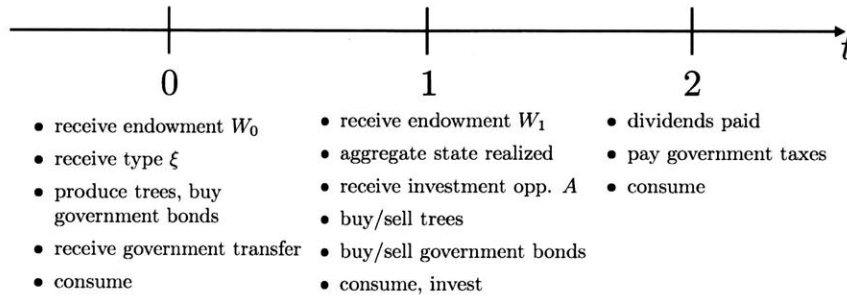 t
0
1
2
• receive endowment W₀
• receive type ξ
• produce trees, buy
government bonds
• receive government transfer
• consume
• receive endowment W₁
• aggregate state realized
• receive investment opp. A
• buy/sell trees
• buy/sell government bonds
• consume, invest
• dividends paid
• pay government taxes
• consume